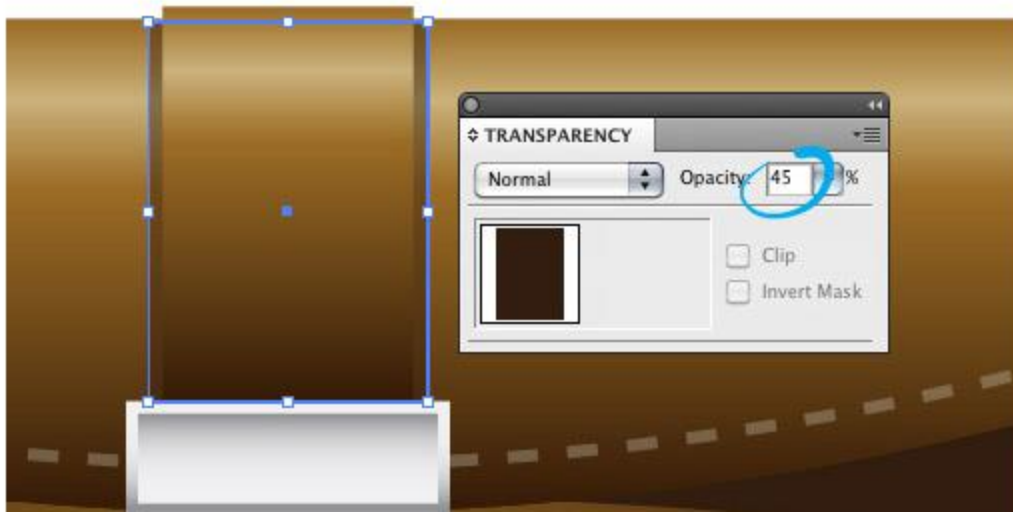 TRANSPARENCY
Normal
Opacity: 45 %
Clip
Invert Mask